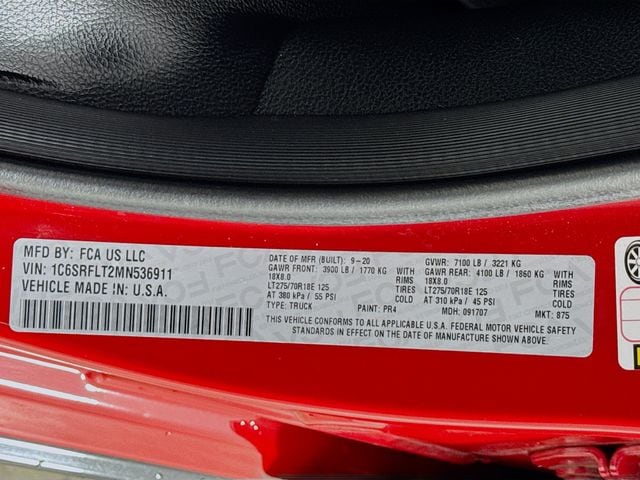 MFD BY: FCA US LLC
VIN: 1C6SRFLT2MN536911
VEHICLE MADE IN U.S.A.
DATE OF MFR (BUILT): 9-20 GVWR: 7100 LB / 3221 KG
GAWR FRONT: 3900 LB / 1770 KG WITH GAWR REAR: 4100 LB / 1860 KG WITH
18X8.0 RIMS 18X8.0 RIMS
LT275/70R18E 125 TIRES LT275/70R18E 125 TIRES
AT 380 kPa / 55 PSI COLD AT 310 kPa / 45 PSI COLD
TYPE: TRUCK PAINT: PR4 MDH: 091707 MKT: 875
THIS VEHICLE CONFORMS TO ALL APPLICABLE U.S.A. FEDERAL MOTOR VEHICLE SAFETY
STANDARDS IN EFFECT ON THE DATE OF MANUFACTURE SHOWN ABOVE.